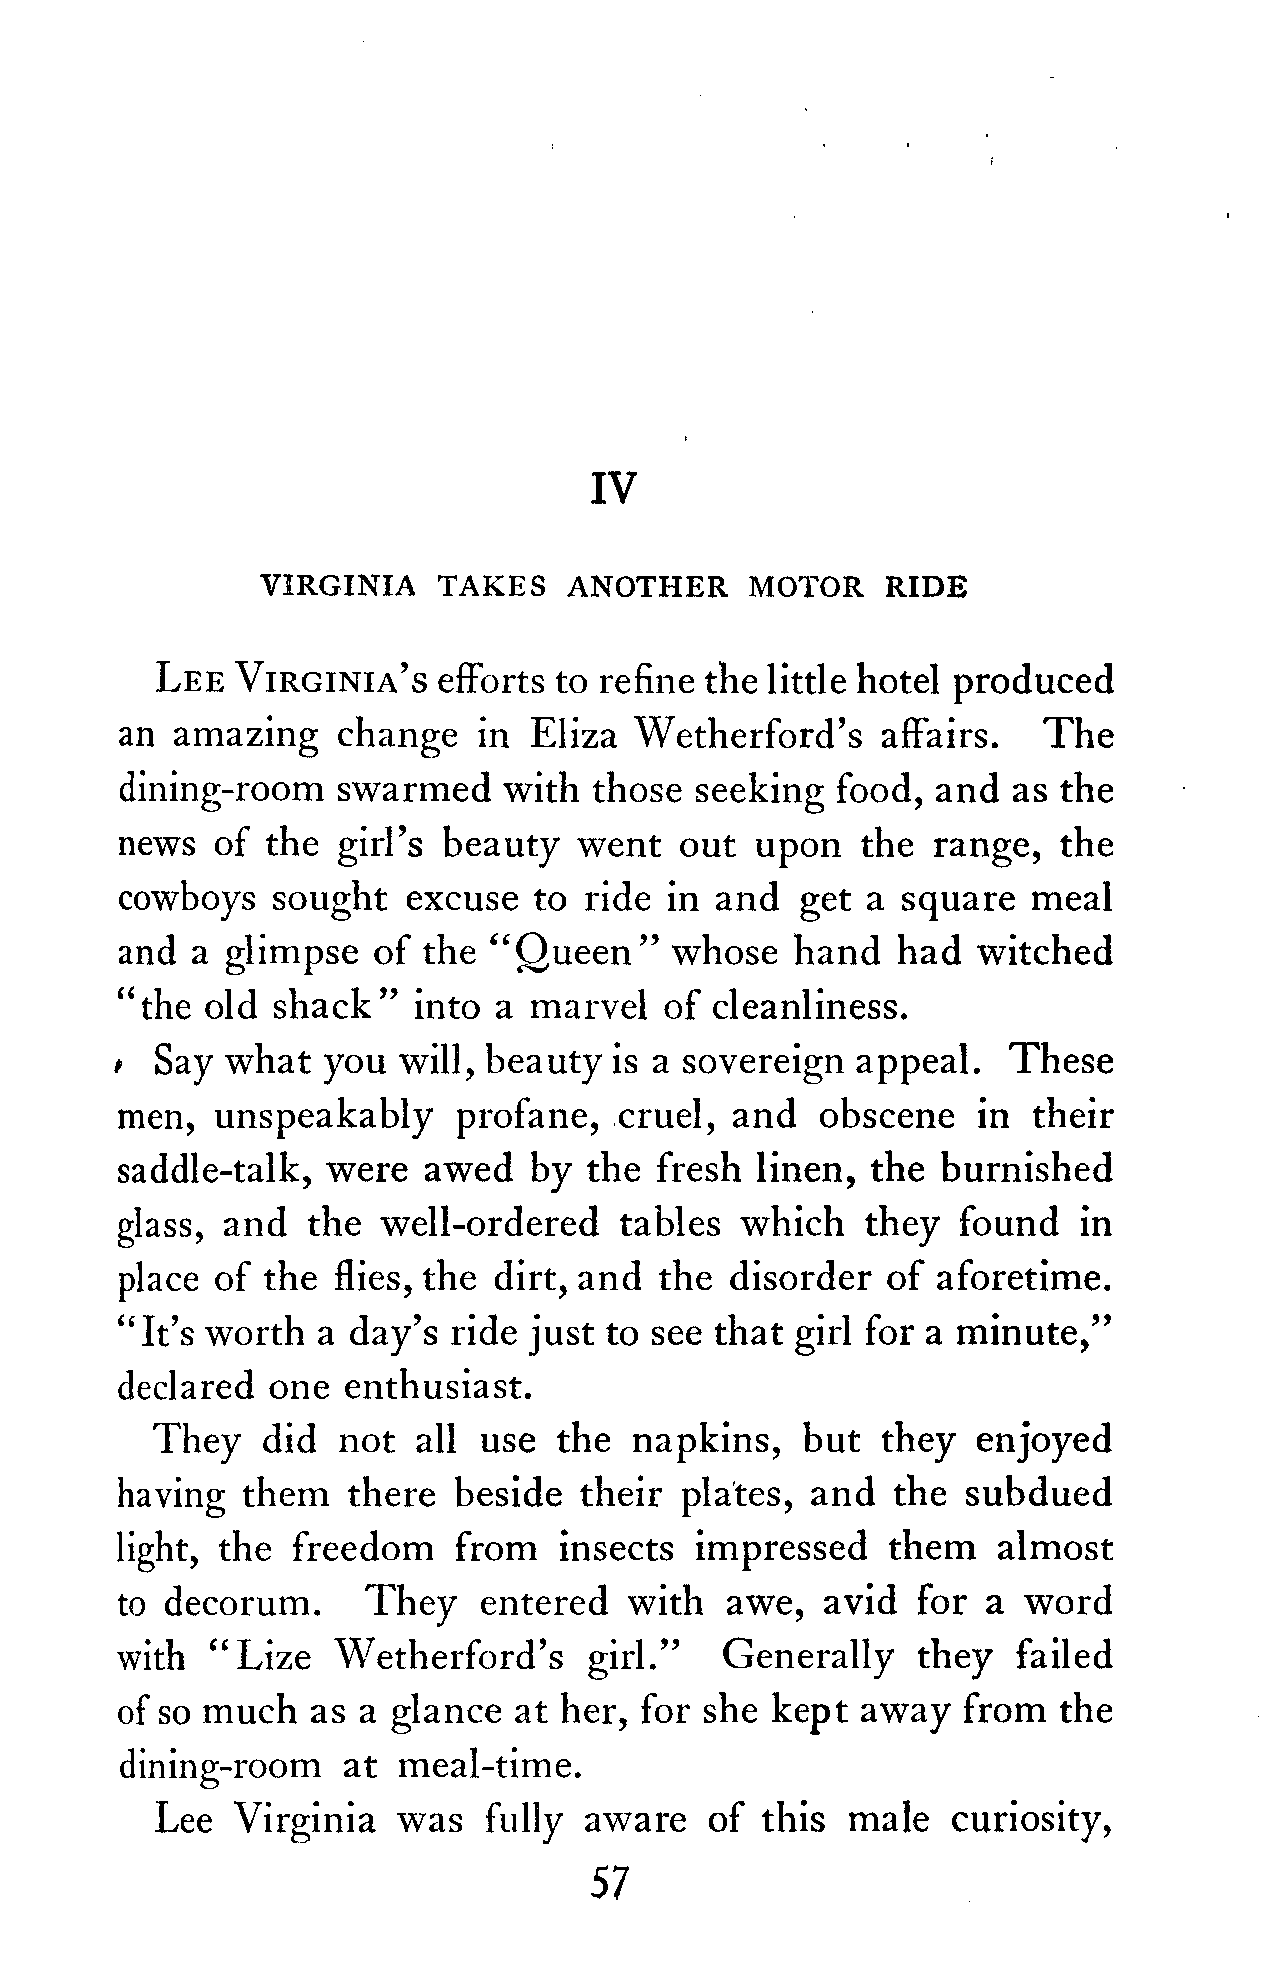 IV
VIRGINIA TAKES ANOTHER MOTOR RIDE
LEE VIRGINIA's efforts to refine the little hotel produced
an amazing change in Eliza Wetherford's affairs. The
dining-room swarmed with those seeking food, and as the
news of the girl's beauty went out upon the range, the
cowboys sought excuse to ride in and get a square meal
and a glimpse of the "Queen" whose hand had witched
"the old shack" into a marvel of cleanliness.
Say what you will, beauty is a sovereign appeal. These
men, unspeakably profane, cruel, and obscene in their
saddle-talk, were awed by the fresh linen, the burnished
glass, and the well-ordered tables which they found in
place of the flies, the dirt, and the disorder of aforetime.
"It's worth a day's ride just to see that girl for a minute,"
declared one enthusiast.
They did not all use the napkins, but they enjoyed
having them there beside their plates, and the subdued
light, the freedom from insects impressed them almost
to decorum. They entered with awe, avid for a word
with "Lize Wetherford's girl." Generally they failed
of so much as a glance at her, for she kept away from the
dining-room at meal-time.
Lee Virginia was fully aware of this male curiosity,
57